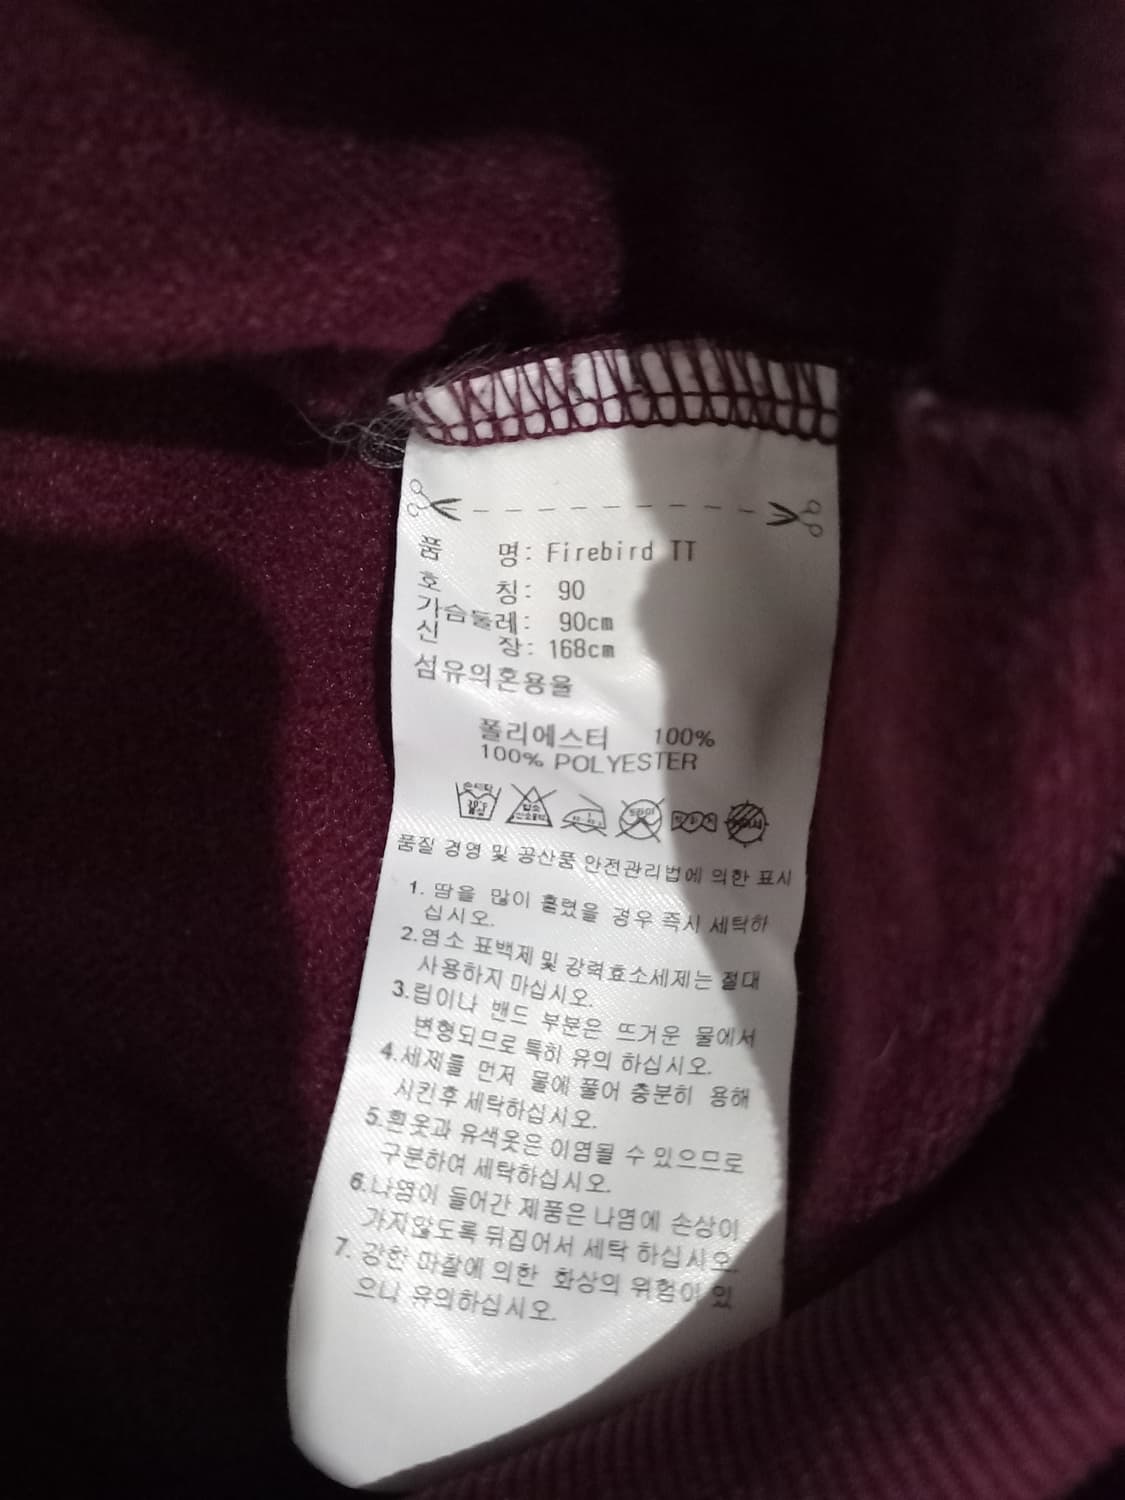 품 명: Firebird TT
호 칭: 90
가슴둘레: 90cm
신 장: 168cm
섬유의혼용율
폴리에스터 100%
100% POLYESTER
손세탁 30℃ 중성
염소
드라이
품질 경영 및 공산품 안전관리법에 의한 표시
1. 땀을 많이 흘렸을 경우 즉시 세탁하
십시오.
2.염소 표백제 및 강력효소세제는 절대
사용하지 마십시오.
3.립이나 밴드 부분은 뜨거운 물에서
변형되므로 특히 유의 하십시오.
4.세제를 먼저 물에 풀어 충분히 용해
시킨후 세탁하십시오.
5.흰옷과 유색옷은 이염될 수 있으므로
구분하여 세탁하십시오.
6.나염이 들어간 제품은 나염에 손상이
가지않도록 뒤집어서 세탁 하십시오.
7. 강한 마찰에 의한 화상의 위험이 있
으니 유의하십시오.